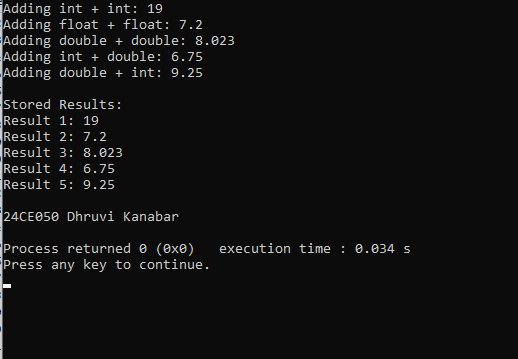 Adding int + int: 19
Adding float + float: 7.2
Adding double + double: 8.023
Adding int + double: 6.75
Adding double + int: 9.25
Stored Results:
Result 1: 19
Result 2: 7.2
Result 3: 8.023
Result 4: 6.75
Result 5: 9.25
24CE050 Dhruvi Kanabar
Process returned 0 (0x0)   execution time : 0.034 s
Press any key to continue.